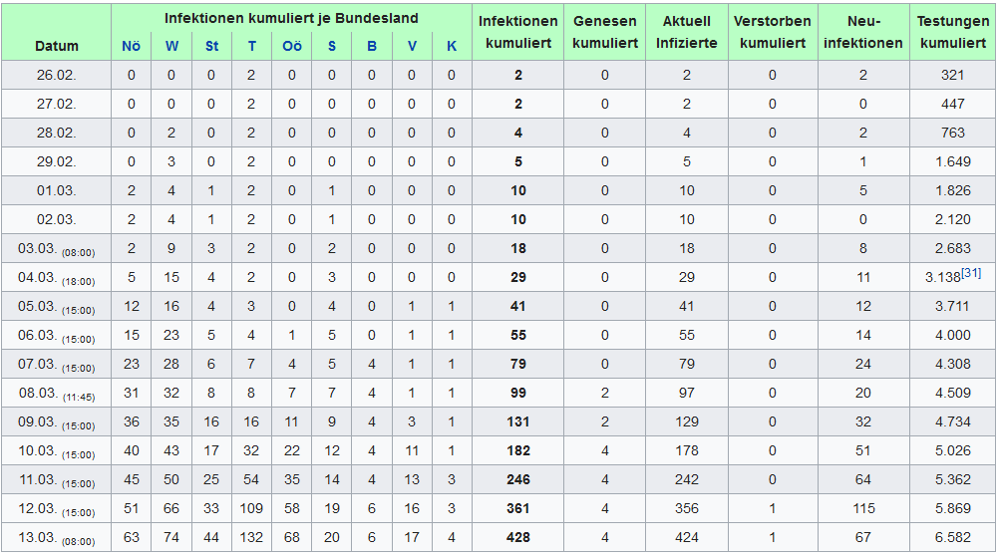 Infektionen kumuliert je Bundesland Infektionen Genesen Aktuell Verstorben Neu- Testungen
Datum Nö W St T Oö S B V K kumuliert kumuliert Infizierte kumuliert infektionen kumuliert
26.02. 0 0 0 2 0 0 0 0 0 2 0 2 0 2 321
27.02. 0 0 0 2 0 0 0 0 0 2 0 2 0 0 447
28.02. 0 2 0 2 0 0 0 0 0 4 0 4 0 2 763
29.02. 0 3 0 2 0 0 0 0 0 5 0 5 0 1 1.649
01.03. 2 4 1 2 0 1 0 0 0 10 0 10 0 5 1.826
02.03. 2 4 1 2 0 1 0 0 0 10 0 10 0 0 2.120
03.03. (08:00) 2 9 3 2 0 2 0 0 0 18 0 18 0 8 2.683
04.03. (18:00) 5 15 4 2 0 3 0 0 0 29 0 29 0 11 3.138[31]
05.03. (15:00) 12 16 4 3 0 4 0 1 1 41 0 41 0 12 3.711
06.03. (15:00) 15 23 5 4 1 5 0 1 1 55 0 55 0 14 4.000
07.03. (15:00) 23 28 6 7 4 5 4 1 1 79 0 79 0 24 4.308
08.03. (11:45) 31 32 8 8 7 7 4 1 1 99 2 97 0 20 4.509
09.03. (15:00) 36 35 16 16 11 9 4 3 1 131 2 129 0 32 4.734
10.03. (15:00) 40 43 17 32 22 12 4 11 1 182 4 178 0 51 5.026
11.03. (15:00) 45 50 25 54 35 14 4 13 3 246 4 242 0 64 5.362
12.03. (15:00) 51 66 33 109 58 19 6 16 3 361 4 356 1 115 5.869
13.03. (08:00) 63 74 44 132 68 20 6 17 4 428 4 424 1 67 6.582